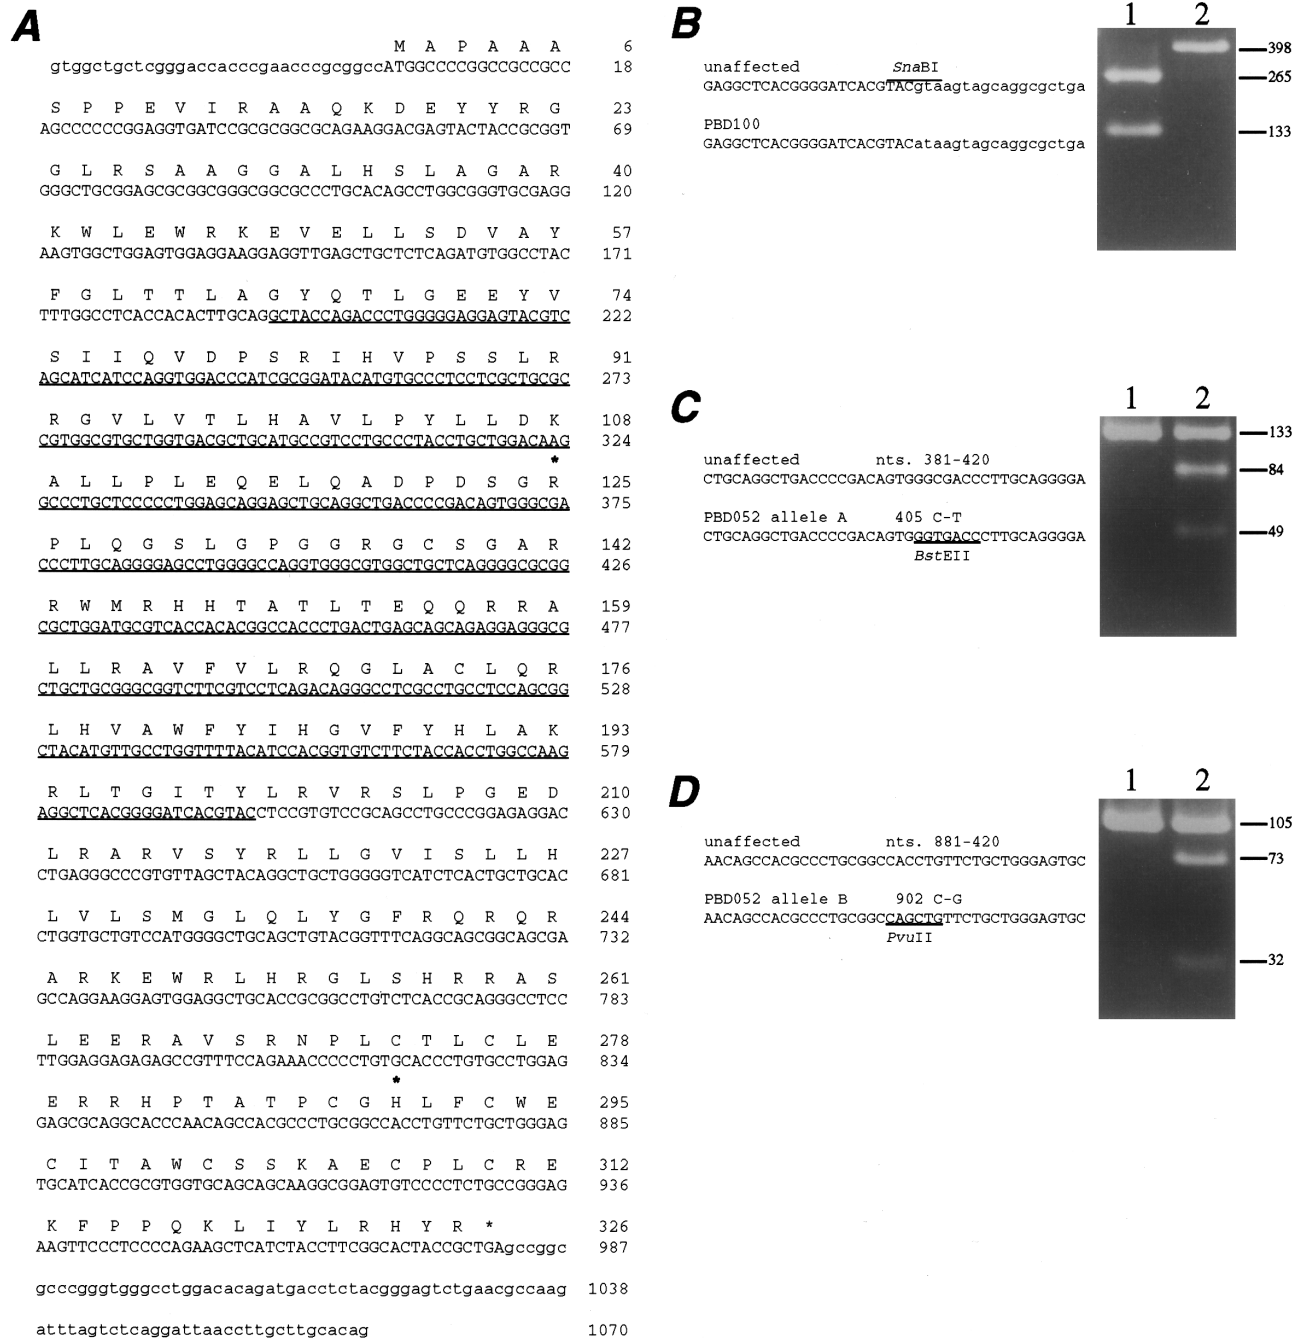 A
M A P A A A 6
gtggctgctcgggaccacccgaacccgcggccATGGCCCCGGCCGCCGCC 18
S P P E V I R A A Q K D E Y Y R G 23
AGCCCCCCGGAGGTGATCCGCGCGGCGCAGAAGGACGAGTACTACCGCGGT 69
G L R S A A G G A L H S L A G A R 40
GGGCTGCGGAGCGCGGCGGGCGGCGCCCTGCACAGCCTGGCGGGTGCGAGG 120
K W L E W R K E V E L L S D V A Y 57
AAGTGGCTGGAGTGGAGGAAGGAGGTTGAGCTGCTCTCAGATGTGGCCTAC 171
F G L T T L A G Y Q T L G E E Y V 74
TTTGGCCTCACCACACTTGCAGGCTACCAGACCCTGGGGGAGGAGTACGTC 222
S I I Q V D P S R I H V P S S L R 91
AGCATCATCCAGGTGGACCCATCGCGGATACATGTGCCCTCCTCGCTGCGC 273
R G V L V T L H A V L P Y L L D K 108
CGTGGCGTGCTGGTGACGCTGCATGCCGTCCTGCCCTACCTGCTGGACAAG 324
*
A L L P L E Q E L Q A D P D S G R 125
GCCCTGCTCCCCCTGGAGCAGGAGCTGCAGGCTGACCCCGACAGTGGGCGA 375
P L Q G S L G P G G R G C S G A R 142
CCCTTGCAGGGGAGCCTGGGGCCAGGTGGGCGTGGCTGCTCAGGGGCGCGG 426
R W M R H H T A T L T E Q Q R R A 159
CGCTGGATGCGTCACCACACGGCCACCCTGACTGAGCAGCAGAGGAGGGCG 477
L L R A V F V L R Q G L A C L Q R 176
CTGCTGCGGGCGGTCTTCGTCCTCAGACAGGGCCTCGCCTGCCTCCAGCGG 528
L H V A W F Y I H G V F Y H L A K 193
CTACATGTTGCCTGGTTTTACATCCACGGTGTCTTCTACCACCTGGCCAAG 579
R L T G I T Y L R V R S L P G E D 210
AGGCTCACGGGGATCACGTACCTCCGTGTCCGCAGCCTGCCCGGAGAGGAC 630
L R A R V S Y R L L G V I S L L H 227
CTGAGGGCCCGTGTTAGCTACAGGCTGCTGGGGGTCATCTCACTGCTGCAC 681
L V L S M G L Q L Y G F R Q R Q R 244
CTGGTGCTGTCCATGGGGCTGCAGCTGTACGGTTTCAGGCAGCGGCAGCGA 732
A R K E W R L H R G L S H R R A S 261
GCCAGGAAGGAGTGGAGGCTGCACCGCGGCCTGTCTCACCGCAGGGCCTCC 783
L E E R A V S R N P L C T L C L E 278
TTGGAGGAGAGAGCCGTTTCCAGAAACCCCCTGTGCACCCTGTGCCTGGAG 834
*
E R R H P T A T P C G H L F C W E 295
GAGCGCAGGCACCCAACAGCCACGCCCTGCGGCCACCTGTTCTGCTGGGAG 885
C I T A W C S S K A E C P L C R E 312
TGCATCACCGCGTGGTGCAGCAGCAAGGCGGAGTGTCCCCTCTGCCGGGAG 936
K F P P Q K L I Y L R H Y R * 326
AAGTTCCCTCCCCAGAAGCTCATCTACCTTCGGCACTACCGCTGAgccggc 987
gcccgggtgggcctggacacagatgacctctacgggagtctgaacgccaag 1038
atttagtctcaggattaaccttgcttgcacag 1070
B
1 2
unaffected SnaBI
GAGGCTCACGGGGATCACGTACgtaagtagcaggcgctga
PBD100
GAGGCTCACGGGGATCACGTACataagtagcaggcgctga
398
265
133
C
1 2
unaffected nts. 381-420
CTGCAGGCTGACCCCGACAGTGGGCGACCCTTGCAGGGGA
PBD052 allele A 405 C-T
CTGCAGGCTGACCCCGACAGTGGGTGACCCTTGCAGGGGA
BstEII
133
84
49
D
1 2
unaffected nts. 881-420
AACAGCCACGCCCTGCGGCCACCTGTTCTGCTGGGAGTGC
PBD052 allele B 902 C-G
AACAGCCACGCCCTGCGGCCAGCTGTTCTGCTGGGAGTGC
PvuII
105
73
32